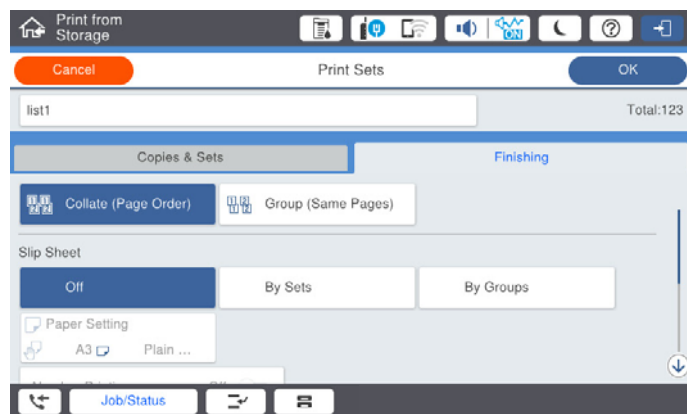 Print from
Storage
ON
?
Cancel
Print Sets
OK
list1
Total:123
Copies & Sets
Finishing
Collate (Page Order)
Group (Same Pages)
Slip Sheet
Off
By Sets
By Groups
Paper Setting
A3
Plain ...
Job/Status